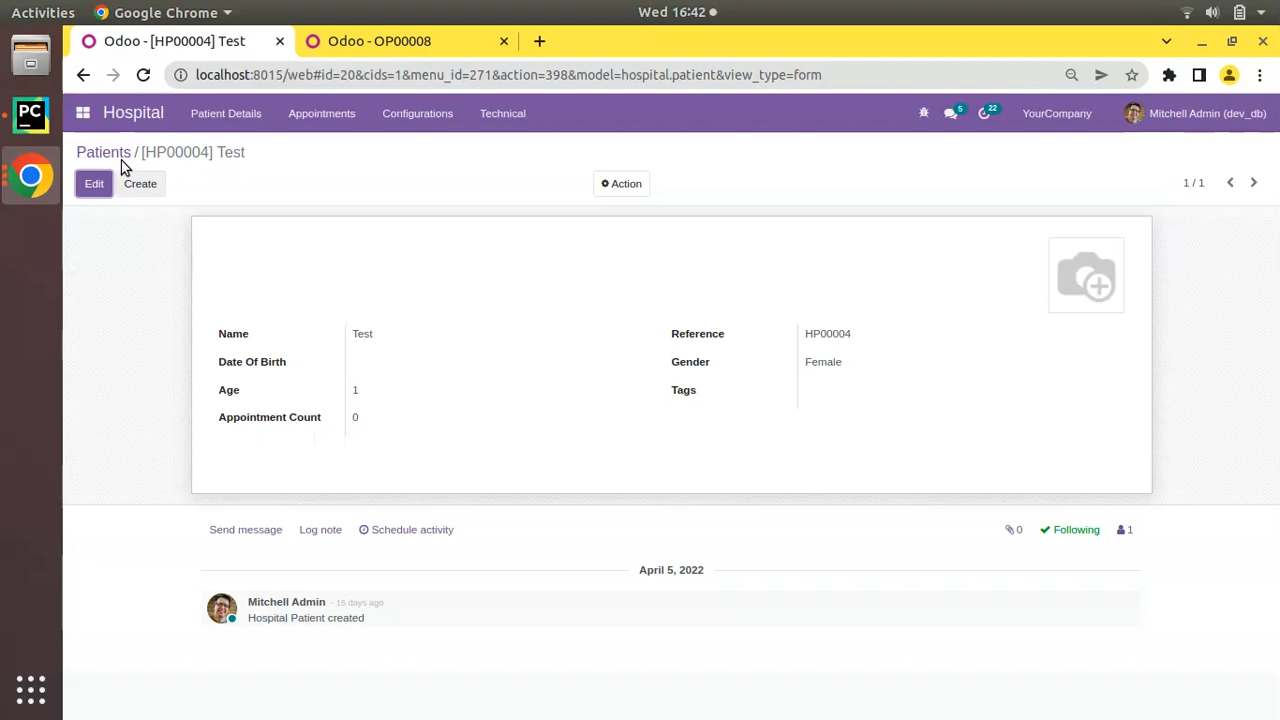 Activities Google Chrome Wed 16:42
Odoo - [HP00004] Test Odoo - OP00008
localhost:8015/web#id=20&cids=1&menu_id=271&action=398&model=hospital.patient&view_type=form
Hospital Patient Details Appointments Configurations Technical 5 22 YourCompany Mitchell Admin (dev_db)
Patients / [HP00004] Test
Edit Create Action 1 / 1
Name Test Reference HP00004
Date Of Birth Gender Female
Age 1 Tags
Appointment Count 0
Send message Log note Schedule activity 0 Following 1
April 5, 2022
Mitchell Admin - 15 days ago
Hospital Patient created
PC